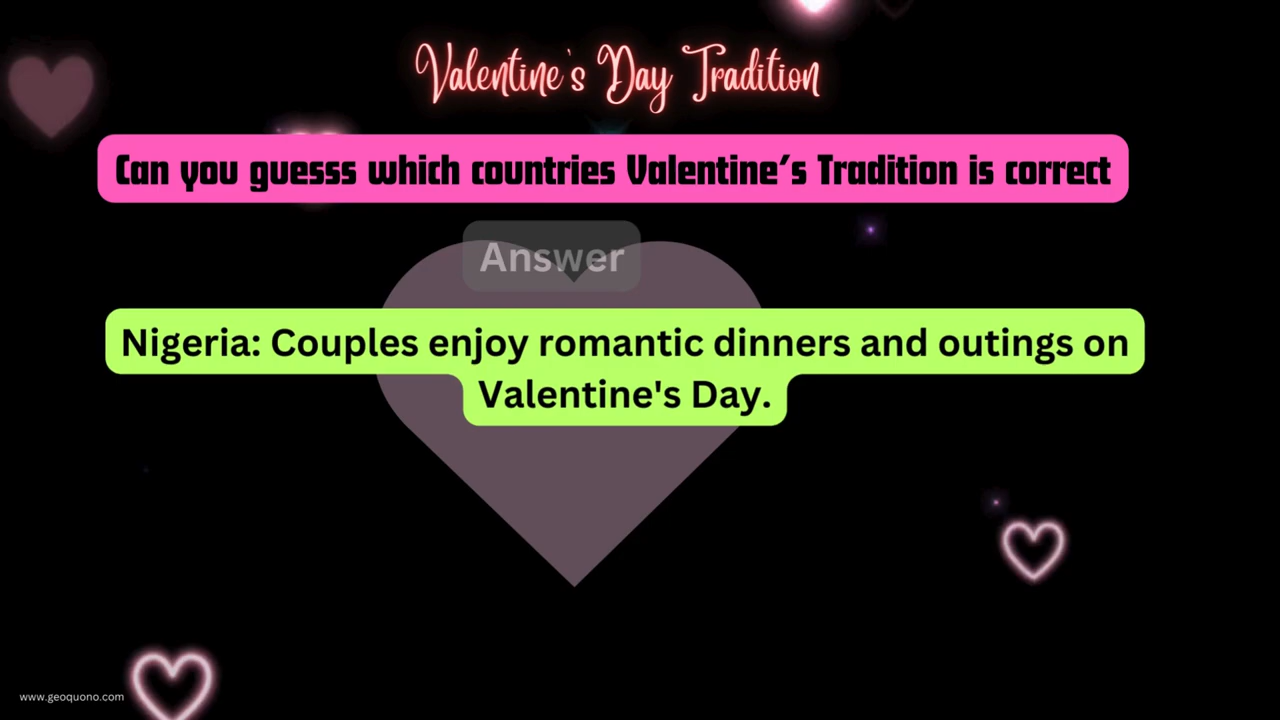 Valentine's Day Tradition
Can you guesss which countries Valentine's Tradition is correct
Answer
Nigeria: Couples enjoy romantic dinners and outings on
Valentine's Day.
www.geoquono.com